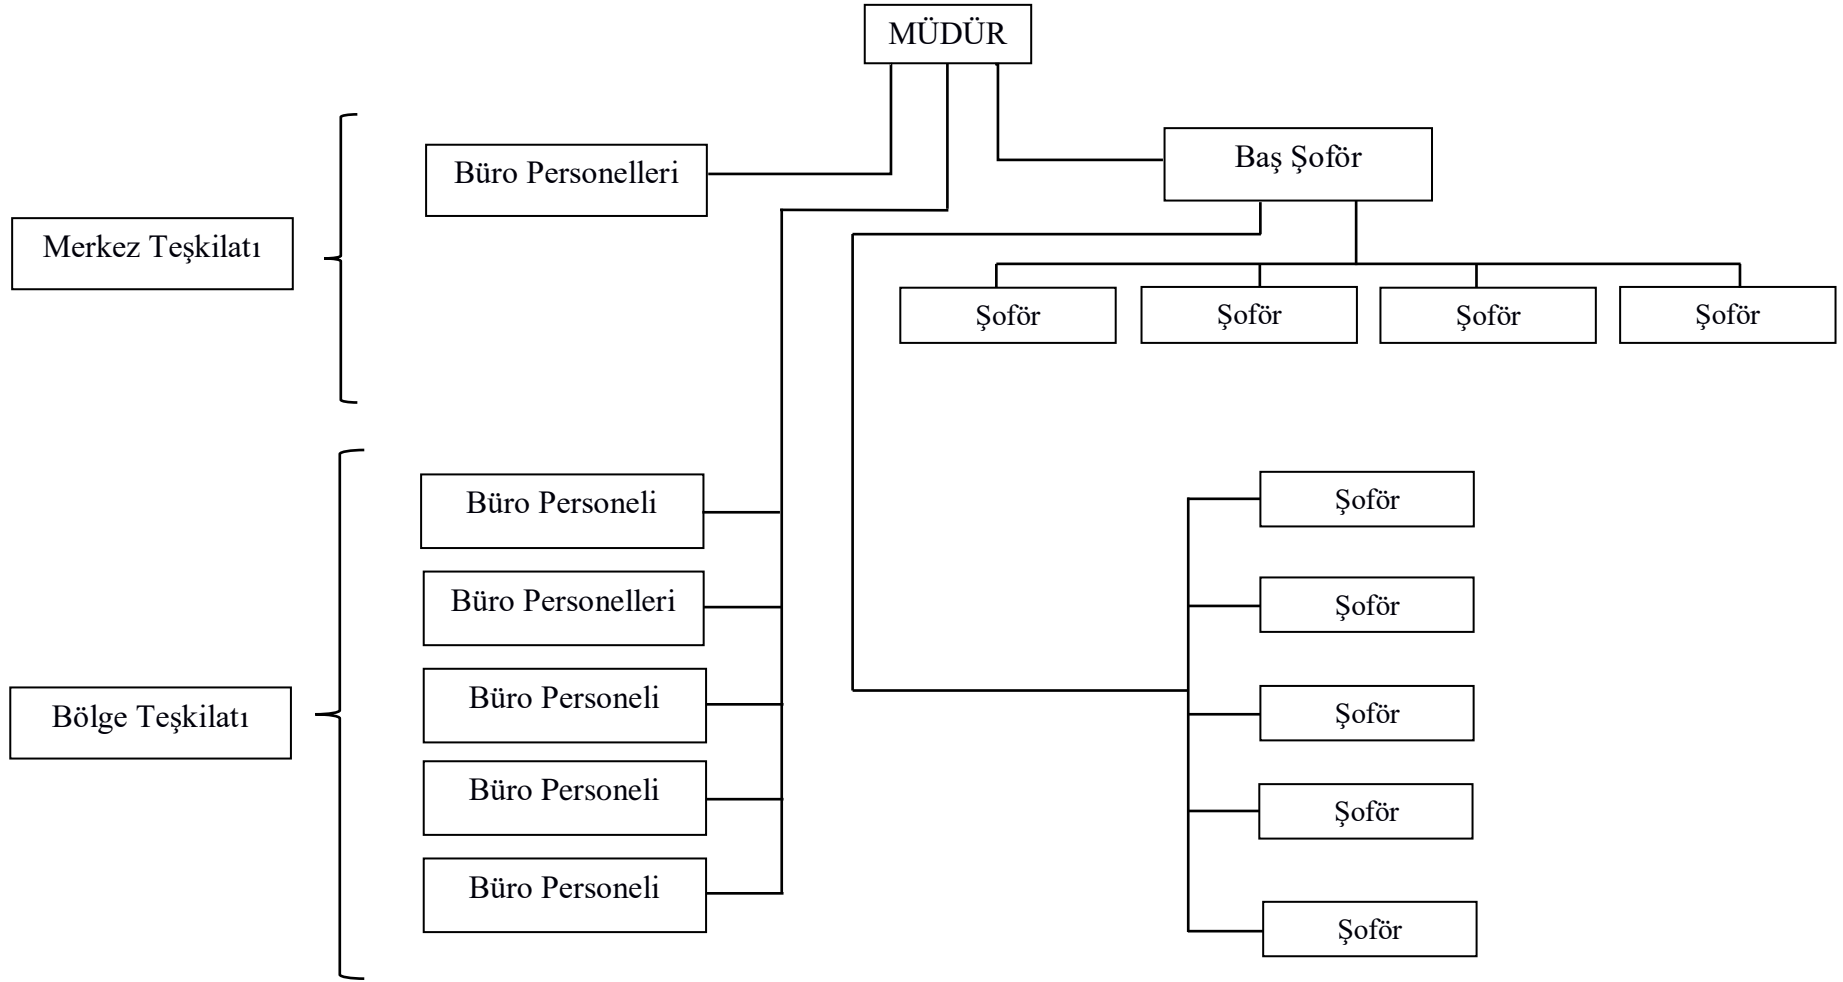 MÜDÜR
Baş Şoför
Büro Personelleri
Merkez Teşkilatı
Şoför
Şoför
Şoför
Şoför
Bölge Teşkilatı
Büro Personeli
Büro Personelleri
Büro Personeli
Büro Personeli
Büro Personeli
Şoför
Şoför
Şoför
Şoför
Şoför